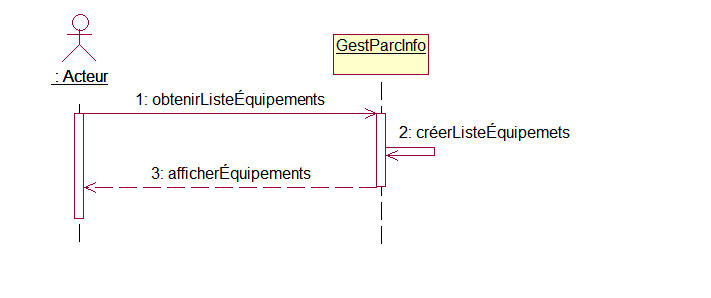 GestParcInfo
: Acteur
1: obtenirListeÉquipements
2: créerListeÉquipemets
3: afficherÉquipements